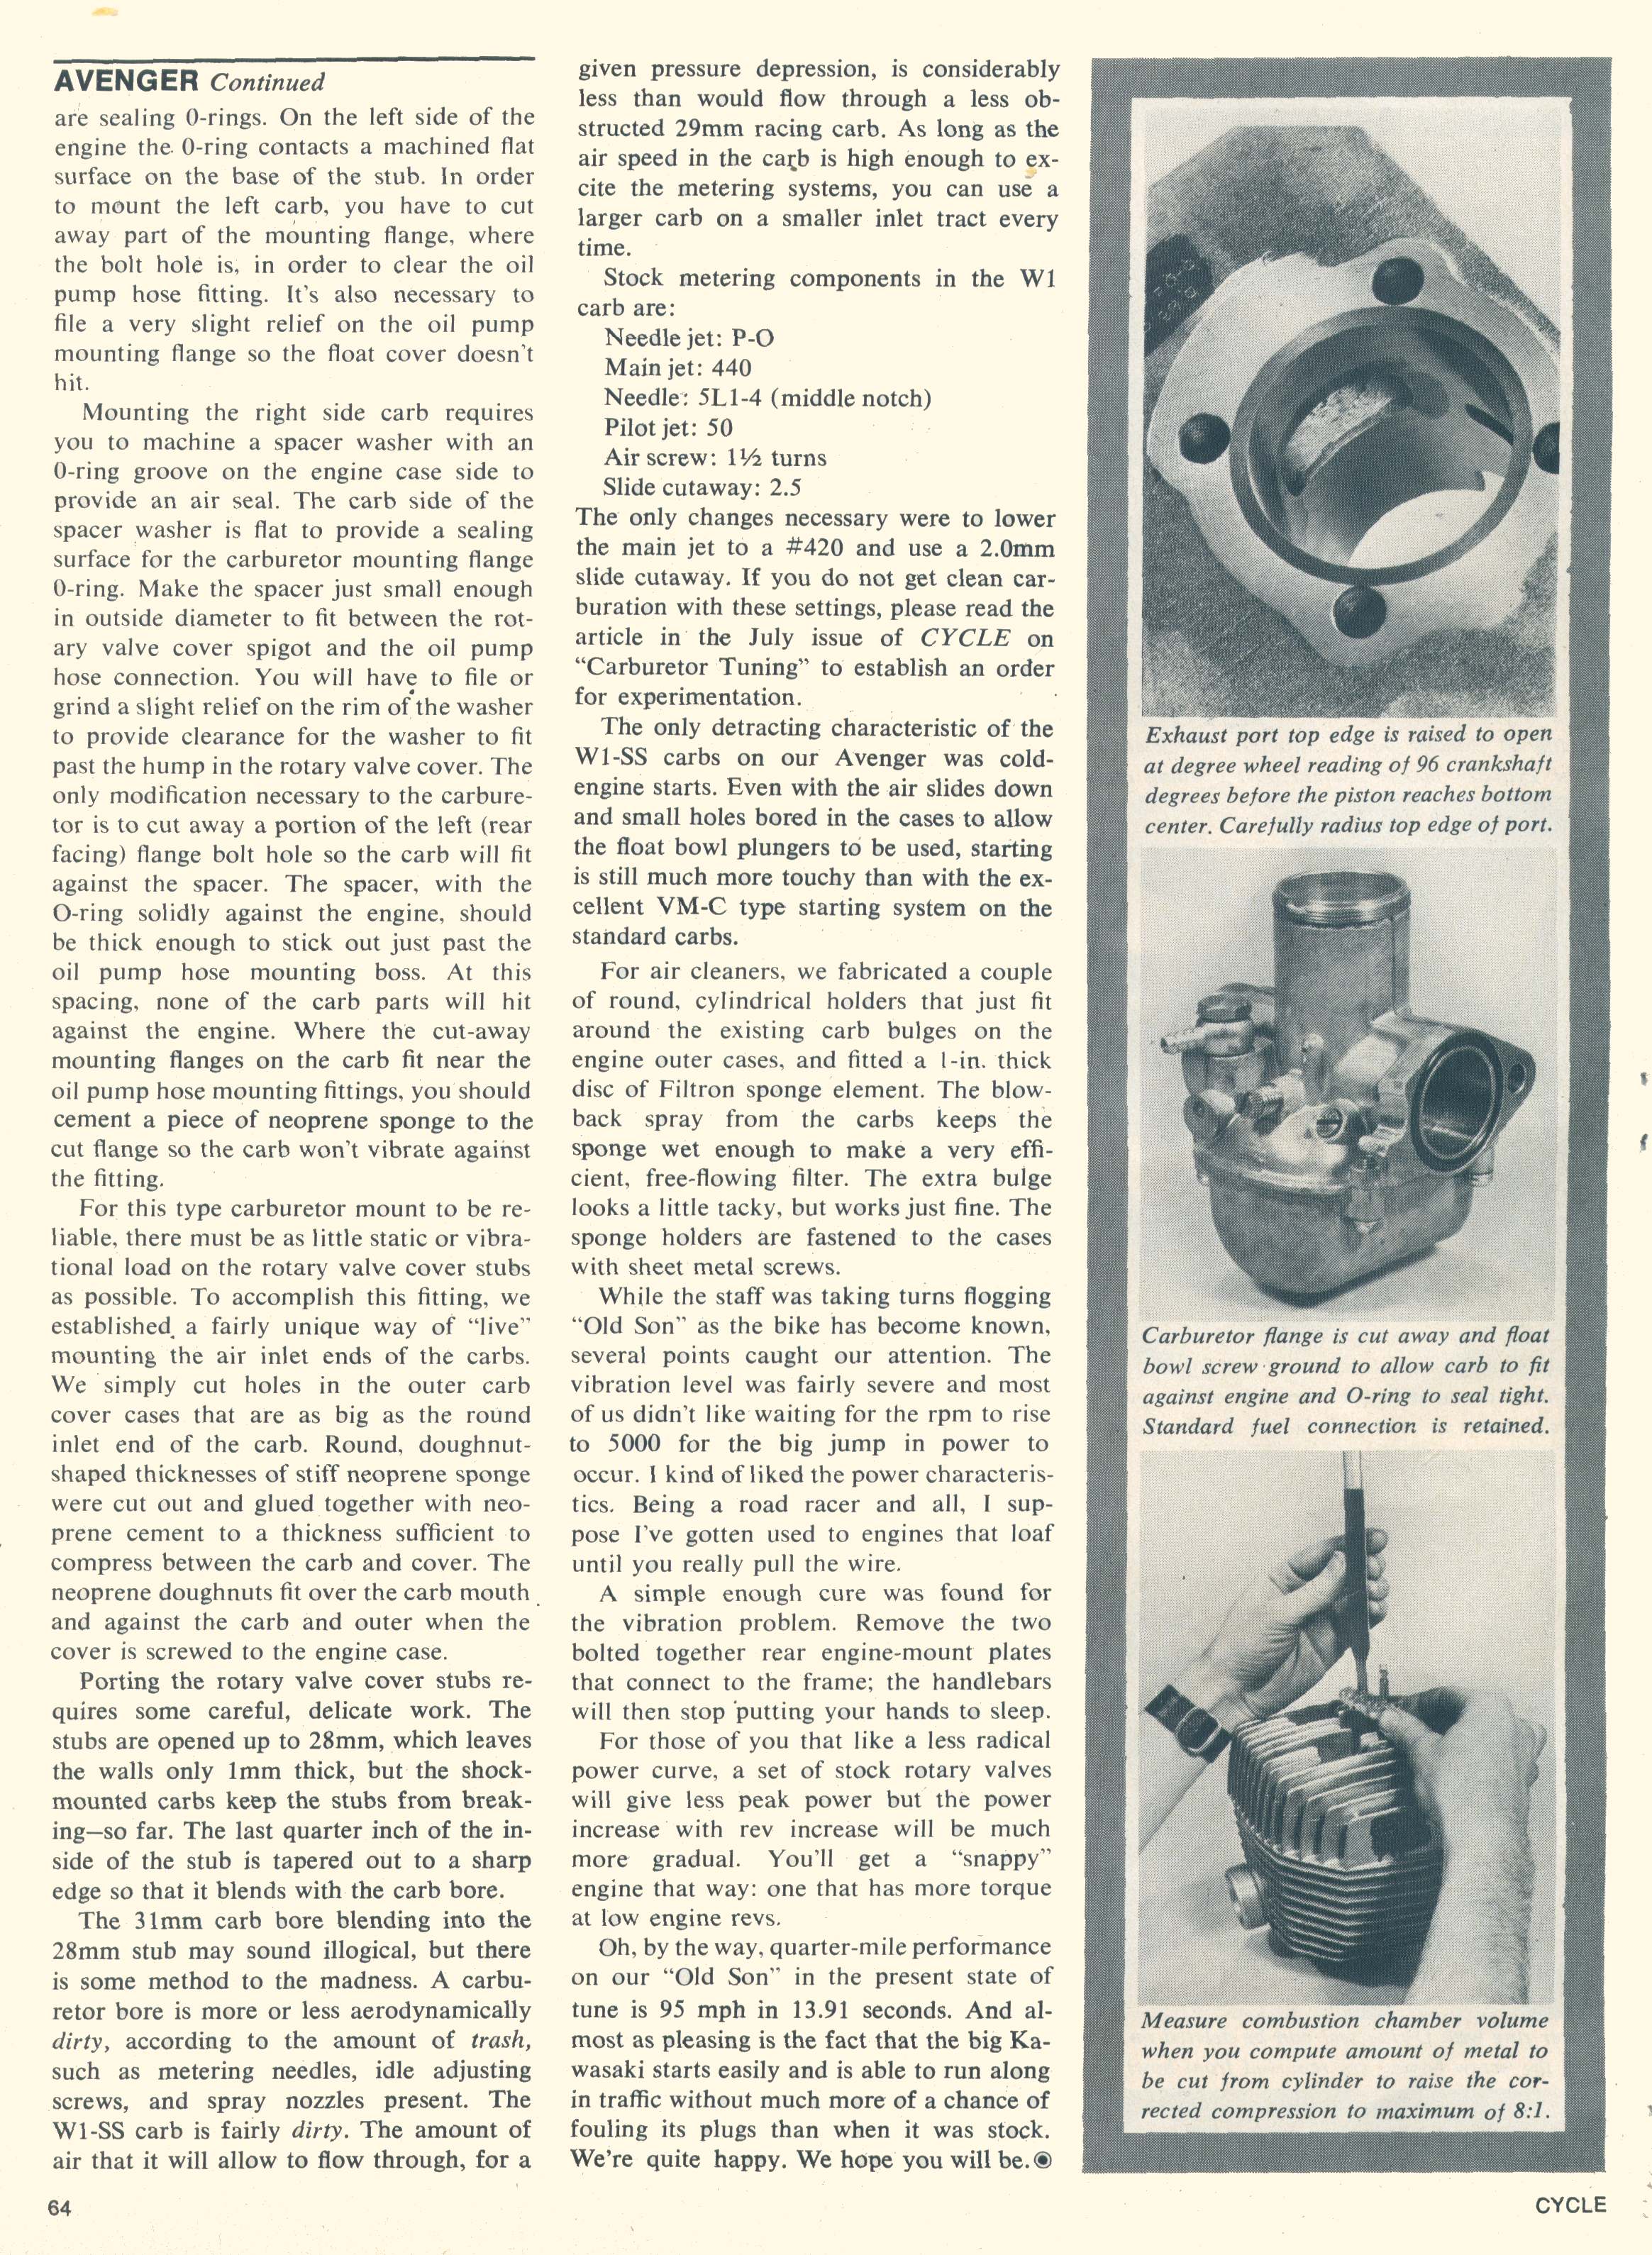 AVENGER Continued
are sealing 0-rings. On the left side of the
engine the 0-ring contacts a machined flat
surface on the base of the stub. In order
to mount the left carb, you have to cut
away part of the mounting flange, where
the bolt hole is, in order to clear the oil
pump hose fitting. It's also necessary to
file a very slight relief on the oil pump
mounting flange so the float cover doesn't
hit.
Mounting the right side carb requires
you to machine a spacer washer with an
0-ring groove on the engine case side to
provide an air seal. The carb side of the
spacer washer is flat to provide a sealing
surface for the carburetor mounting flange
0-ring. Make the spacer just small enough
in outside diameter to fit between the rot-
ary valve cover spigot and the oil pump
hose connection. You will have to file or
grind a slight relief on the rim of the washer
to provide clearance for the washer to fit
past the hump in the rotary valve cover. The
only modification necessary to the carbure-
tor is to cut away a portion of the left (rear
facing) flange bolt hole so the carb will fit
against the spacer. The spacer, with the
O-ring solidly against the engine, should
be thick enough to stick out just past the
oil pump hose mounting boss. At this
spacing, none of the carb parts will hit
against the engine. Where the cut-away
mounting flanges on the carb fit near the
oil pump hose mounting fittings, you should
cement a piece of neoprene sponge to the
cut flange so the carb won't vibrate against
the fitting.
For this type carburetor mount to be re-
liable, there must be as little static or vibra-
tional load on the rotary valve cover stubs
as possible. To accomplish this fitting, we
established a fairly unique way of "live"
mounting the air inlet ends of the carbs.
We simply cut holes in the outer carb
cover cases that are as big as the round
inlet end of the carb. Round, doughnut-
shaped thicknesses of stiff neoprene sponge
were cut out and glued together with neo-
prene cement to a thickness sufficient to
compress between the carb and cover. The
neoprene doughnuts fit over the carb mouth
and against the carb and outer when the
cover is screwed to the engine case.
Porting the rotary valve cover stubs re-
quires some careful, delicate work. The
stubs are opened up to 28mm, which leaves
the walls only 1mm thick, but the shock-
mounted carbs keep the stubs from break-
ing—so far. The last quarter inch of the in-
side of the stub is tapered out to a sharp
edge so that it blends with the carb bore.
The 31mm carb bore blending into the
28mm stub may sound illogical, but there
is some method to the madness. A carbu-
retor bore is more or less aerodynamically
dirty, according to the amount of trash,
such as metering needles, idle adjusting
screws, and spray nozzles present. The
W1-SS carb is fairly dirty. The amount of
air that it will allow to flow through, for a
given pressure depression, is considerably
less than would flow through a less ob-
structed 29mm racing carb. As long as the
air speed in the carb is high enough to ex-
cite the metering systems, you can use a
larger carb on a smaller inlet tract every
time.
Stock metering components in the W1
carb are:
Needle jet: P-O
Main jet: 440
Needle: 5L1-4 (middle notch)
Pilot jet: 50
Air screw: 1½ turns
Slide cutaway: 2.5
The only changes necessary were to lower
the main jet to a #420 and use a 2.0mm
slide cutaway. If you do not get clean car-
buration with these settings, please read the
article in the July issue of CYCLE on
"Carburetor Tuning" to establish an order
for experimentation.
The only detracting characteristic of the
W1-SS carbs on our Avenger was cold-
engine starts. Even with the air slides down
and small holes bored in the cases to allow
the float bowl plungers to be used, starting
is still much more touchy than with the ex-
cellent VM-C type starting system on the
standard carbs.
For air cleaners, we fabricated a couple
of round, cylindrical holders that just fit
around the existing carb bulges on the
engine outer cases, and fitted a 1-in. thick
disc of Filtron sponge element. The blow-
back spray from the carbs keeps the
sponge wet enough to make a very effi-
cient, free-flowing filter. The extra bulge
looks a little tacky, but works just fine. The
sponge holders are fastened to the cases
with sheet metal screws.
While the staff was taking turns flogging
"Old Son" as the bike has become known,
several points caught our attention. The
vibration level was fairly severe and most
of us didn't like waiting for the rpm to rise
to 5000 for the big jump in power to
occur. I kind of liked the power characteris-
tics. Being a road racer and all, I sup-
pose I've gotten used to engines that loaf
until you really pull the wire.
A simple enough cure was found for
the vibration problem. Remove the two
bolted together rear engine-mount plates
that connect to the frame; the handlebars
will then stop putting your hands to sleep.
For those of you that like a less radical
power curve, a set of stock rotary valves
will give less peak power but the power
increase with rev increase will be much
more gradual. You'll get a "snappy"
engine that way: one that has more torque
at low engine revs.
Oh, by the way, quarter-mile performance
on our "Old Son" in the present state of
tune is 95 mph in 13.91 seconds. And al-
most as pleasing is the fact that the big Ka-
wasaki starts easily and is able to run along
in traffic without much more of a chance of
fouling its plugs than when it was stock.
We're quite happy. We hope you will be.
Exhaust port top edge is raised to open
at degree wheel reading of 96 crankshaft
degrees before the piston reaches bottom
center. Carefully radius top edge of port.
Carburetor flange is cut away and float
bowl screw ground to allow carb to fit
against engine and O-ring to seal tight.
Standard fuel connection is retained.
Measure combustion chamber volume
when you compute amount of metal to
be cut from cylinder to raise the cor-
rected compression to maximum of 8:1.
64
CYCLE